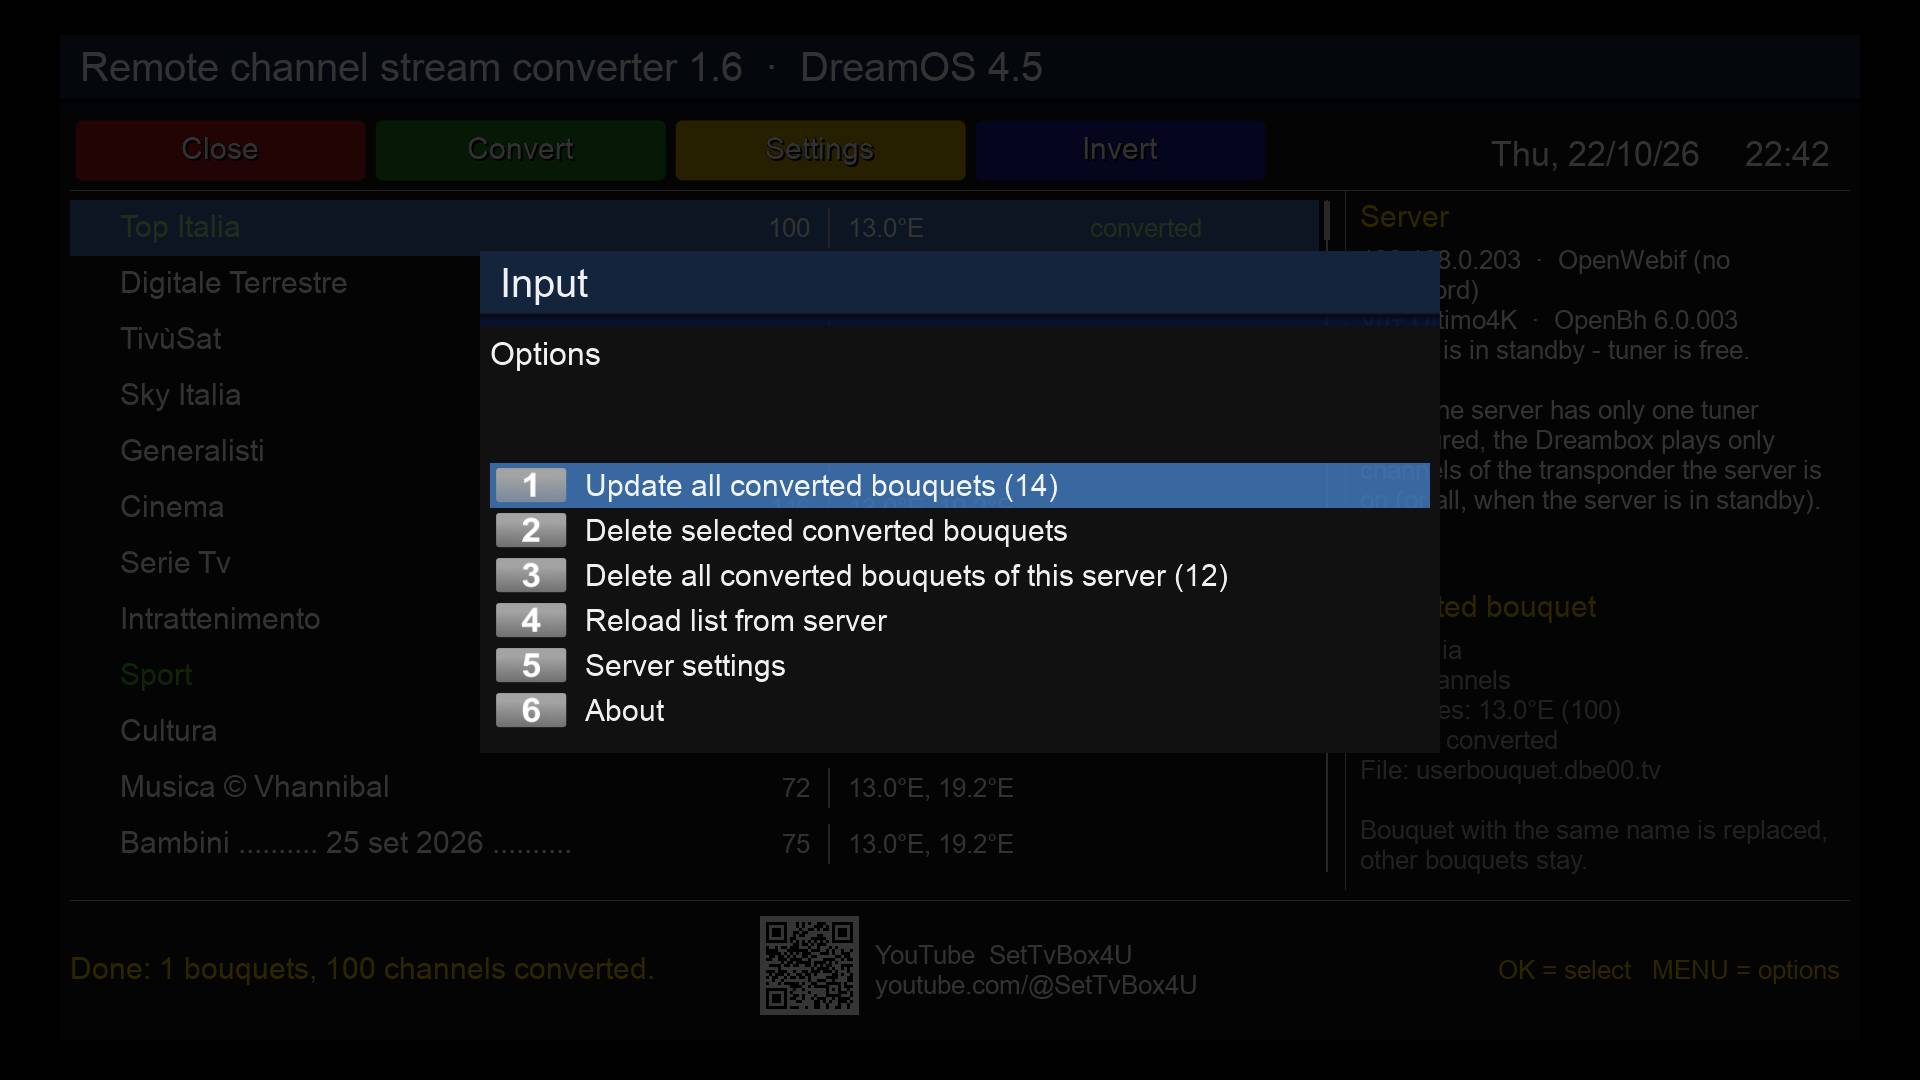 Remote channel stream converter 1.6 · DreamOS 4.5
Close
Convert
Settings
Invert
Thu, 22/10/26 22:42
Top Italia 100 13.0°E converted
Digitale Terrestre
TivùSat
Sky Italia
Generalisti
Cinema
Serie Tv
Intrattenimento
Sport
Cultura
Musica © Vhannibal 72 13.0°E, 19.2°E
Bambini .......... 25 set 2026 .......... 75 13.0°E, 19.2°E
Input
Options
1 Update all converted bouquets (14)
2 Delete selected converted bouquets
3 Delete all converted bouquets of this server (12)
4 Reload list from server
5 Server settings
6 About
Server
8.0.203 · OpenWebif (no
ord)
timo4K · OpenBh 6.0.003
is in standby - tuner is free.
he server has only one tuner
red, the Dreambox plays only
channels of the transponder the server is
on (or all, when the server is in standby).
ted bouquet
ia
annels
es: 13.0°E (100)
converted
File: userbouquet.dbe00.tv
Bouquet with the same name is replaced,
other bouquets stay.
Done: 1 bouquets, 100 channels converted.
YouTube SetTvBox4U
youtube.com/@SetTvBox4U
OK = select MENU = options